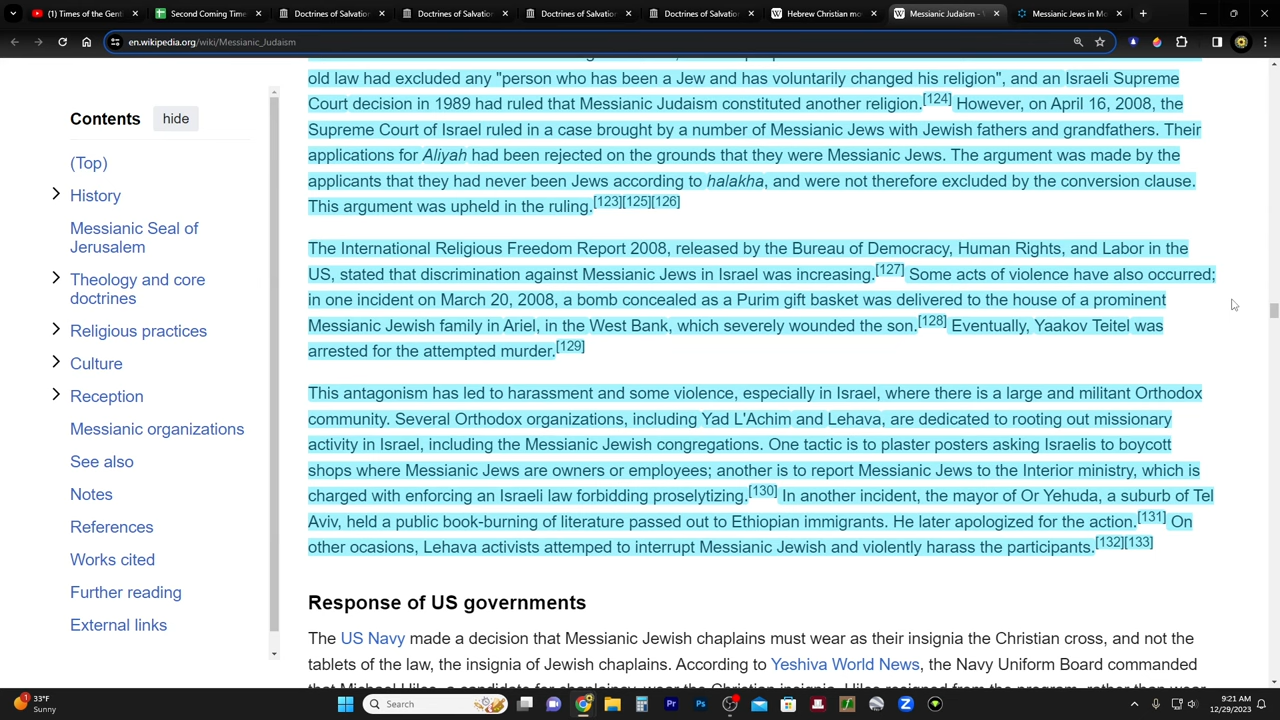 (1) Times of the Gent
Second Coming Time
Doctrines of Salvatio
Doctrines of Salvatio
Doctrines of Salvatio
Doctrines of Salvatio
Hebrew Christian mo
Messianic Judaism - W
Messianic Jews in Mo
en.wikipedia.org/wiki/Messianic_Judaism
old law had excluded any "person who has been a Jew and has voluntarily changed his religion", and an Israeli Supreme
Court decision in 1989 had ruled that Messianic Judaism constituted another religion.[124] However, on April 16, 2008, the
Supreme Court of Israel ruled in a case brought by a number of Messianic Jews with Jewish fathers and grandfathers. Their
applications for Aliyah had been rejected on the grounds that they were Messianic Jews. The argument was made by the
applicants that they had never been Jews according to halakha, and were not therefore excluded by the conversion clause.
This argument was upheld in the ruling.[123][125][126]
The International Religious Freedom Report 2008, released by the Bureau of Democracy, Human Rights, and Labor in the
US, stated that discrimination against Messianic Jews in Israel was increasing.[127] Some acts of violence have also occurred;
in one incident on March 20, 2008, a bomb concealed as a Purim gift basket was delivered to the house of a prominent
Messianic Jewish family in Ariel, in the West Bank, which severely wounded the son.[128] Eventually, Yaakov Teitel was
arrested for the attempted murder.[129]
This antagonism has led to harassment and some violence, especially in Israel, where there is a large and militant Orthodox
community. Several Orthodox organizations, including Yad L'Achim and Lehava, are dedicated to rooting out missionary
activity in Israel, including the Messianic Jewish congregations. One tactic is to plaster posters asking Israelis to boycott
shops where Messianic Jews are owners or employees; another is to report Messianic Jews to the Interior ministry, which is
charged with enforcing an Israeli law forbidding proselytizing.[130] In another incident, the mayor of Or Yehuda, a suburb of Tel
Aviv, held a public book-burning of literature passed out to Ethiopian immigrants. He later apologized for the action.[131] On
other ocasions, Lehava activists attemped to interrupt Messianic Jewish and violently harass the participants.[132][133]
Response of US governments
The US Navy made a decision that Messianic Jewish chaplains must wear as their insignia the Christian cross, and not the
tablets of the law, the insignia of Jewish chaplains. According to Yeshiva World News, the Navy Uniform Board commanded
Contents hide
(Top)
History
Messianic Seal of
Jerusalem
Theology and core
doctrines
Religious practices
Culture
Reception
Messianic organizations
See also
Notes
References
Works cited
Further reading
External links
33°F
Sunny
Search
9:21 AM
12/29/2023